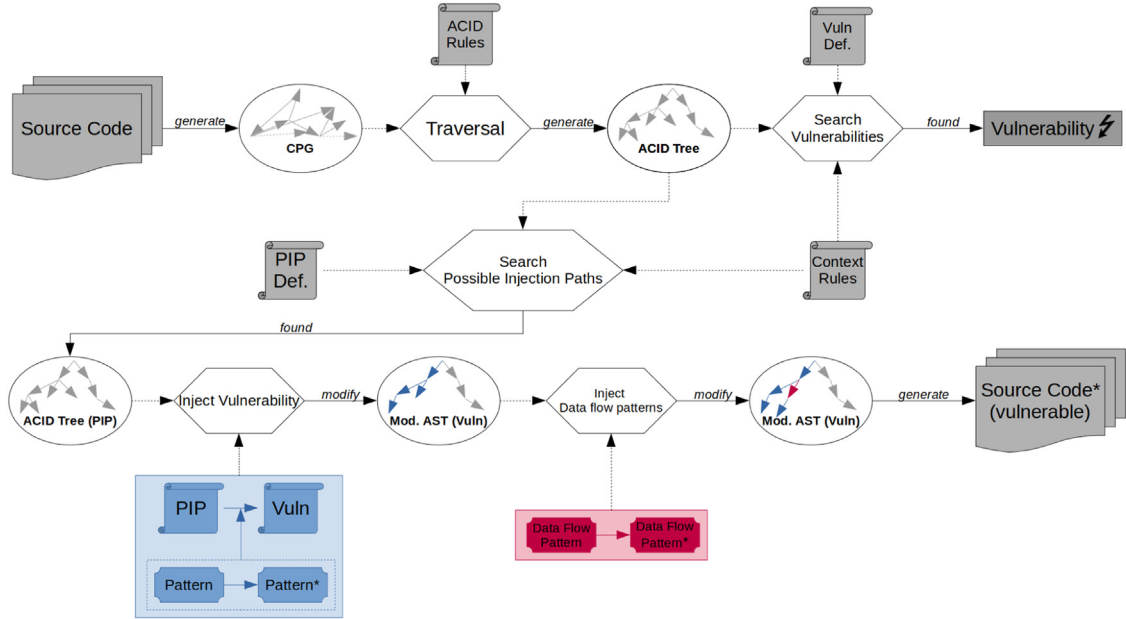 ACID
Rules
Vuln
Def.
Source Code
generate
CPG
Traversal
generate
ACID Tree
Search
Vulnerabilities
found
Vulnerability
PIP
Def.
Search
Possible Injection Paths
Context
Rules
found
ACID Tree (PIP)
Inject Vulnerability
modify
Mod. AST (Vuln)
Inject
Data flow patterns
modify
Mod. AST (Vuln)
generate
Source Code*
(vulnerable)
PIP
Vuln
Pattern
Pattern*
Data Flow
Pattern
Data Flow
Pattern*